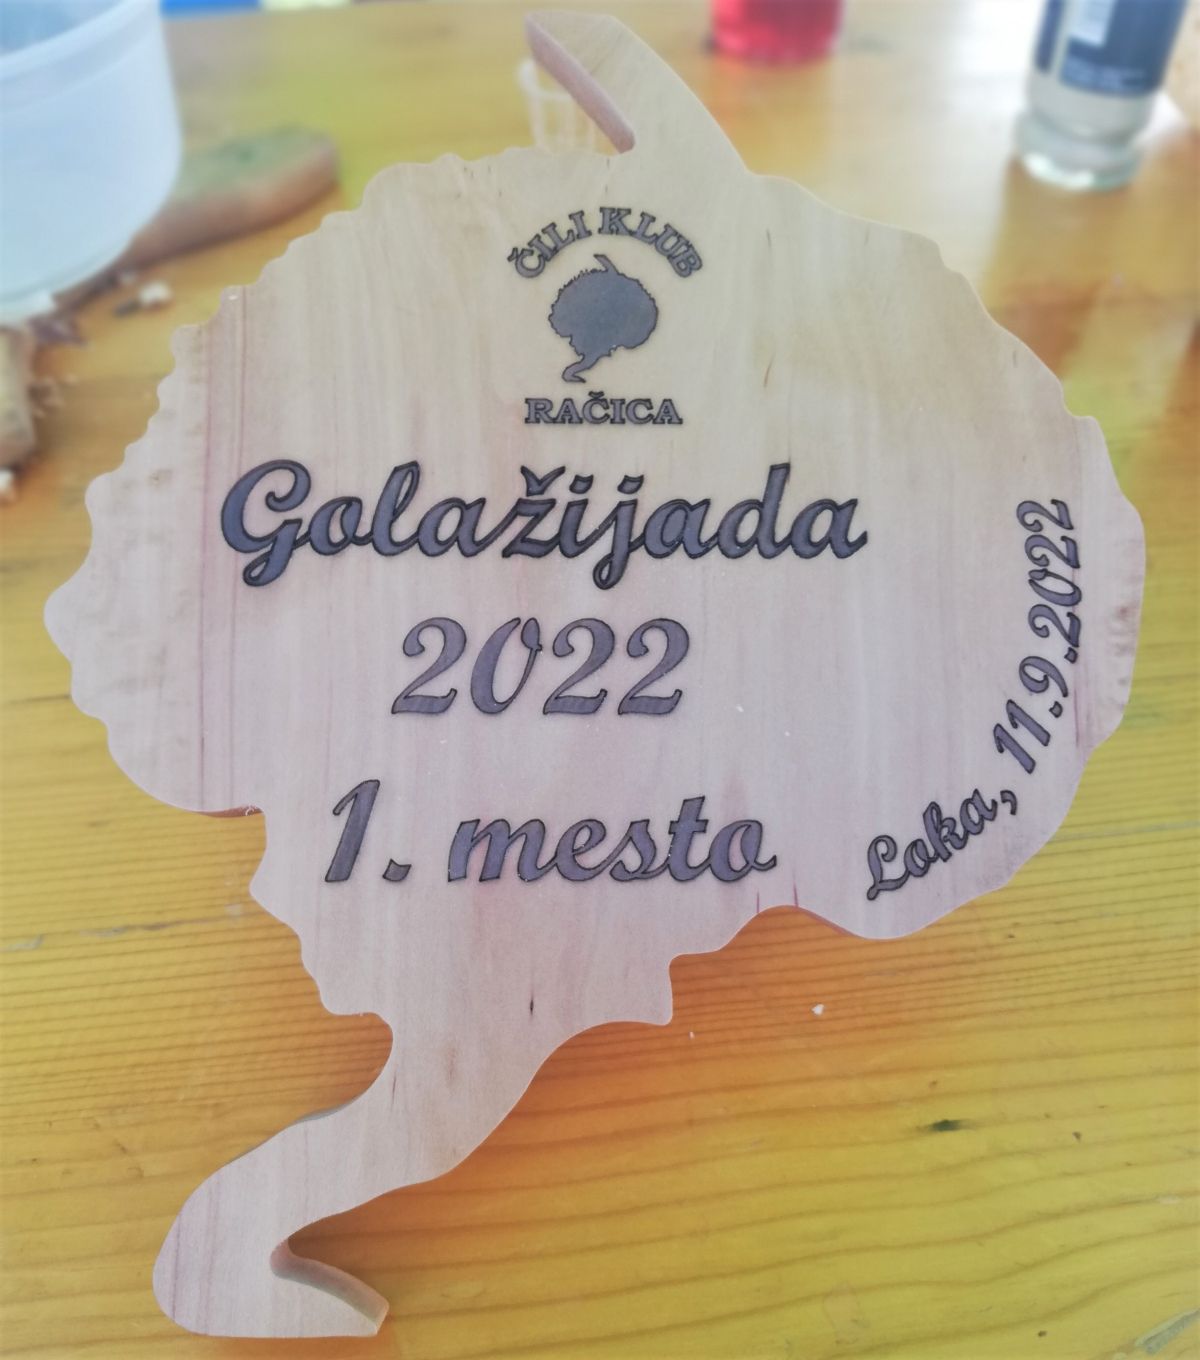 ČILI KLUB
RAČICA
Golažijada
2022
1. mesto
Loka, 11.9.2022